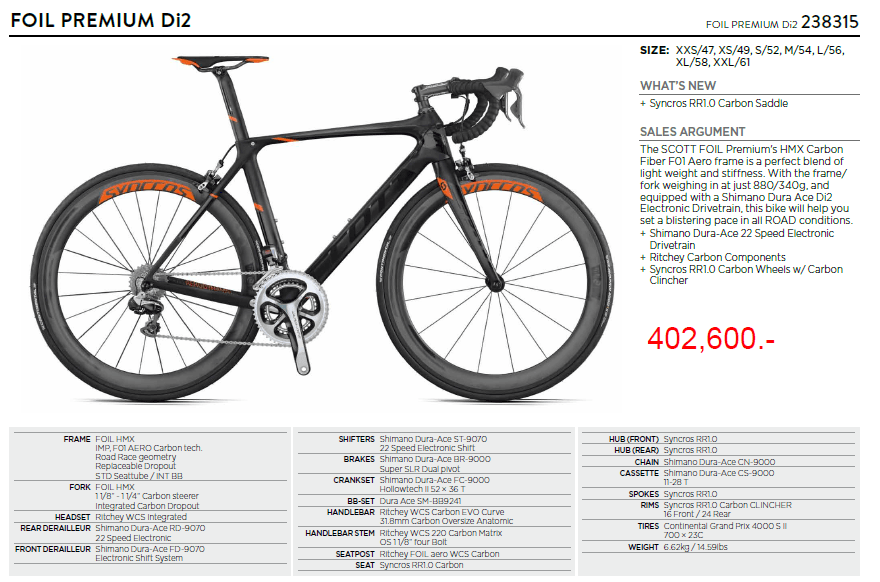 FOIL PREMIUM Di2
FOIL PREMIUM Di2 238315
SIZE: XXS/47, XS/49, S/52, M/54, L/56,
XL/58, XXL/61
WHAT'S NEW
+ Syncros RR1.0 Carbon Saddle
SALES ARGUMENT
The SCOTT FOIL Premium's HMX Carbon
Fiber F01 Aero frame is a perfect blend of
light weight and stiffness. With the frame/
fork weighing in at just 880/340g, and
equipped with a Shimano Dura Ace Di2
Electronic Drivetrain, this bike will help you
set a blistering pace in all ROAD conditions.
+ Shimano Dura-Ace 22 Speed Electronic
Drivetrain
+ Ritchey Carbon Components
+ Syncros RR1.0 Carbon Wheels w/ Carbon
Clincher
402,600.-
SYNCROS
SYNCROS
SCOTT
FRAME FOIL HMX
IMP, F01 AERO Carbon tech.
Road Race geometry
Replaceable Dropout
STD Seattube / INT BB
FORK FOIL HMX
1 1/8" - 1 1/4" Carbon steerer
Integrated Carbon Dropout
HEADSET Ritchey WCS Integrated
REAR DERAILLEUR Shimano Dura-Ace RD-9070
22 Speed Electronic
FRONT DERAILLEUR Shimano Dura-Ace FD-9070
Electronic Shift System
SHIFTERS Shimano Dura-Ace ST-9070
22 Speed Electronic Shift
BRAKES Shimano Dura-Ace BR-9000
Super SLR Dual pivot
CRANKSET Shimano Dura-Ace FC-9000
Hollowtech II 52 x 36 T
BB-SET Dura Ace SM-BB9241
HANDLEBAR Ritchey WCS Carbon EVO Curve
31.8mm Carbon Oversize Anatomic
HANDLEBAR STEM Ritchey WCS 220 Carbon Matrix
OS 1 1/8" four Bolt
SEATPOST Ritchey FOIL aero WCS Carbon
SEAT Syncros RR1.0 Carbon
HUB (FRONT) Syncros RR1.0
HUB (REAR) Syncros RR1.0
CHAIN Shimano Dura-Ace CN-9000
CASSETTE Shimano Dura-Ace CS-9000
11-28 T
SPOKES Syncros RR1.0
RIMS Syncros RR1.0 Carbon CLINCHER
16 Front / 24 Rear
TIRES Continental Grand Prix 4000 S II
700 x 23C
WEIGHT 6.62kg / 14.59lbs